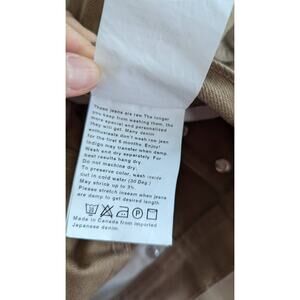 These jeans are raw The longer
you keep from washing them, the
more special and personalized
they will get. Many denim
enthusiasts don't wash raw jean
for the first 6 months. Enjoy!
Indigo may transfer when damp.
Wash and dry separately. For
best results hang dry.
Do not machine dry.
To preserve color, wash inside
out in cold water (30 Deg.)
May shrink up to 3%.
Please stretch inseam when jeans
are damp to get desired length.
Made in Canada from imported
Japanese denim.